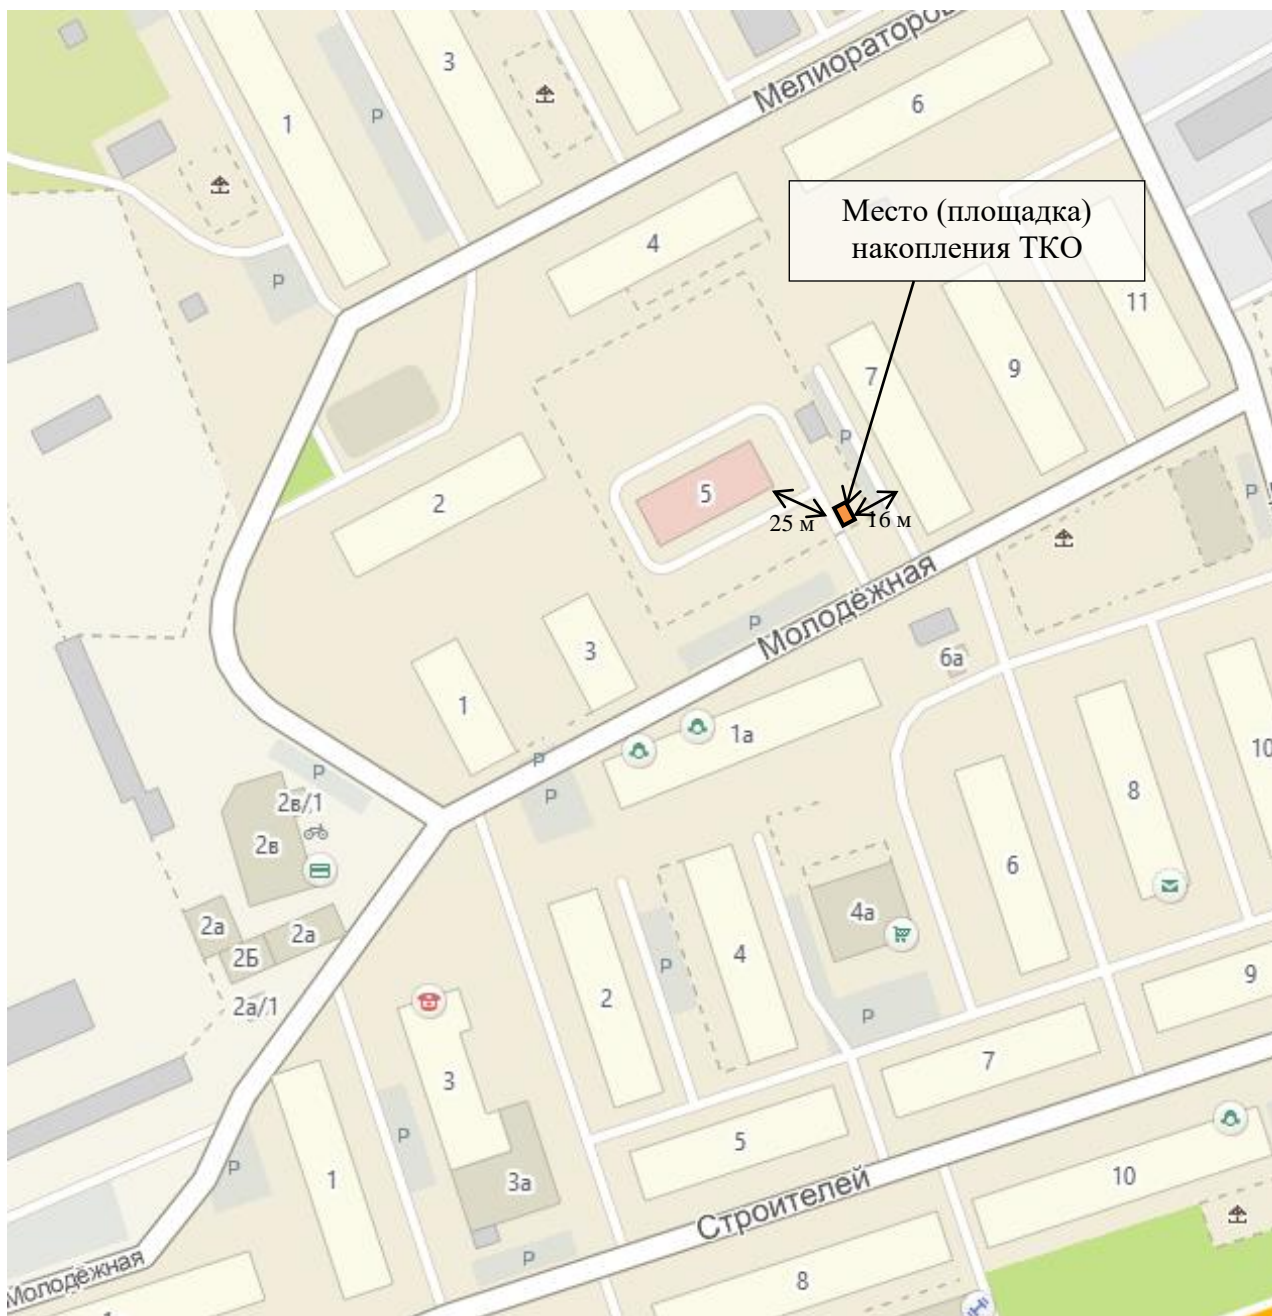 Мелиораторов
3
1
P
6
Место (площадка)
накопления ТКО
4
P
11
9
7
P
5
2
P
25 м
16 м
Молодёжная
P
3
1
6а
1а
P
P
P
2в/1
2в
8
10
6
4а
2а
2а
2Б
2а/1
P
4
2
9
P
7
3
P
5
1
P
3а
10
Строителей
P
8
Молодёжная